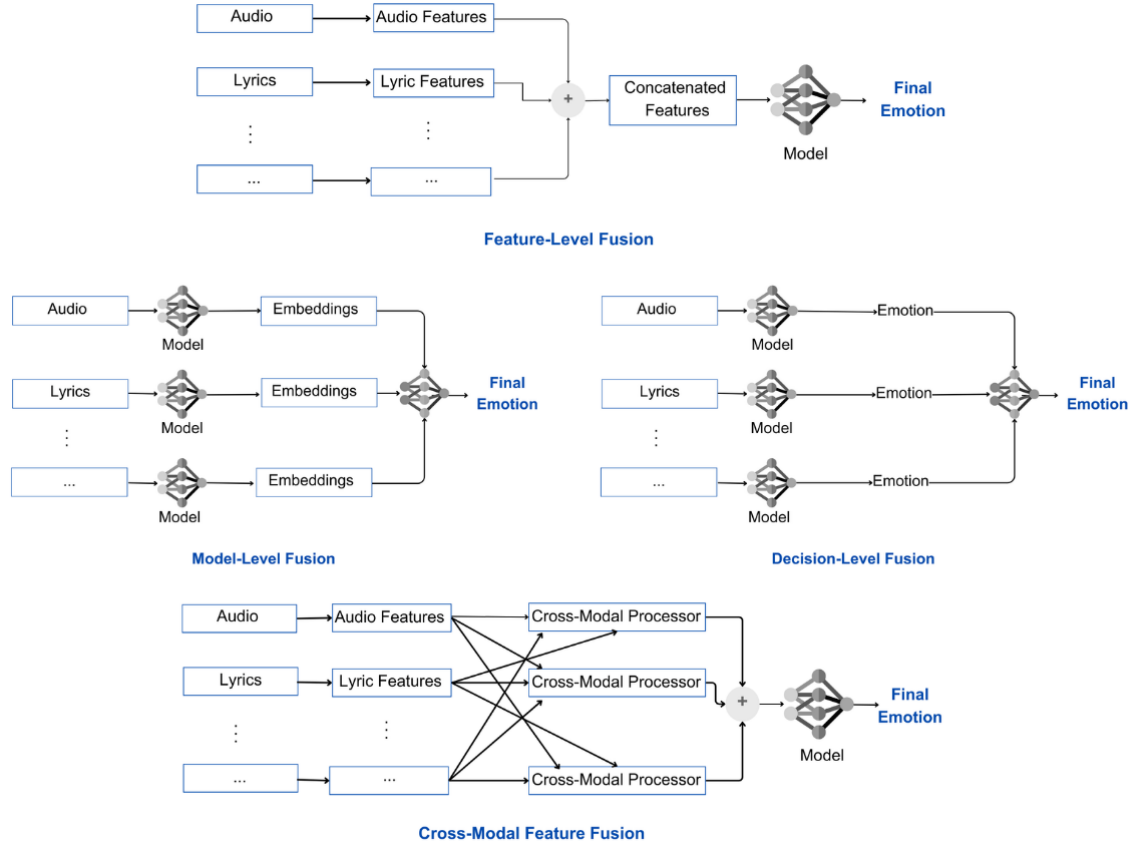 Audio
Audio Features
Lyrics
Lyric Features
...
...
+
Concatenated
Features
Model
Final
Emotion
Feature-Level Fusion
Audio
Model
Embeddings
Lyrics
Model
Embeddings
...
Model
Embeddings
Final
Emotion
Model-Level Fusion
Audio
Model
Emotion
Lyrics
Model
Emotion
...
Model
Emotion
Final
Emotion
Decision-Level Fusion
Audio
Audio Features
Cross-Modal Processor
Lyrics
Lyric Features
Cross-Modal Processor
...
...
Cross-Modal Processor
+
Model
Final
Emotion
Cross-Modal Feature Fusion